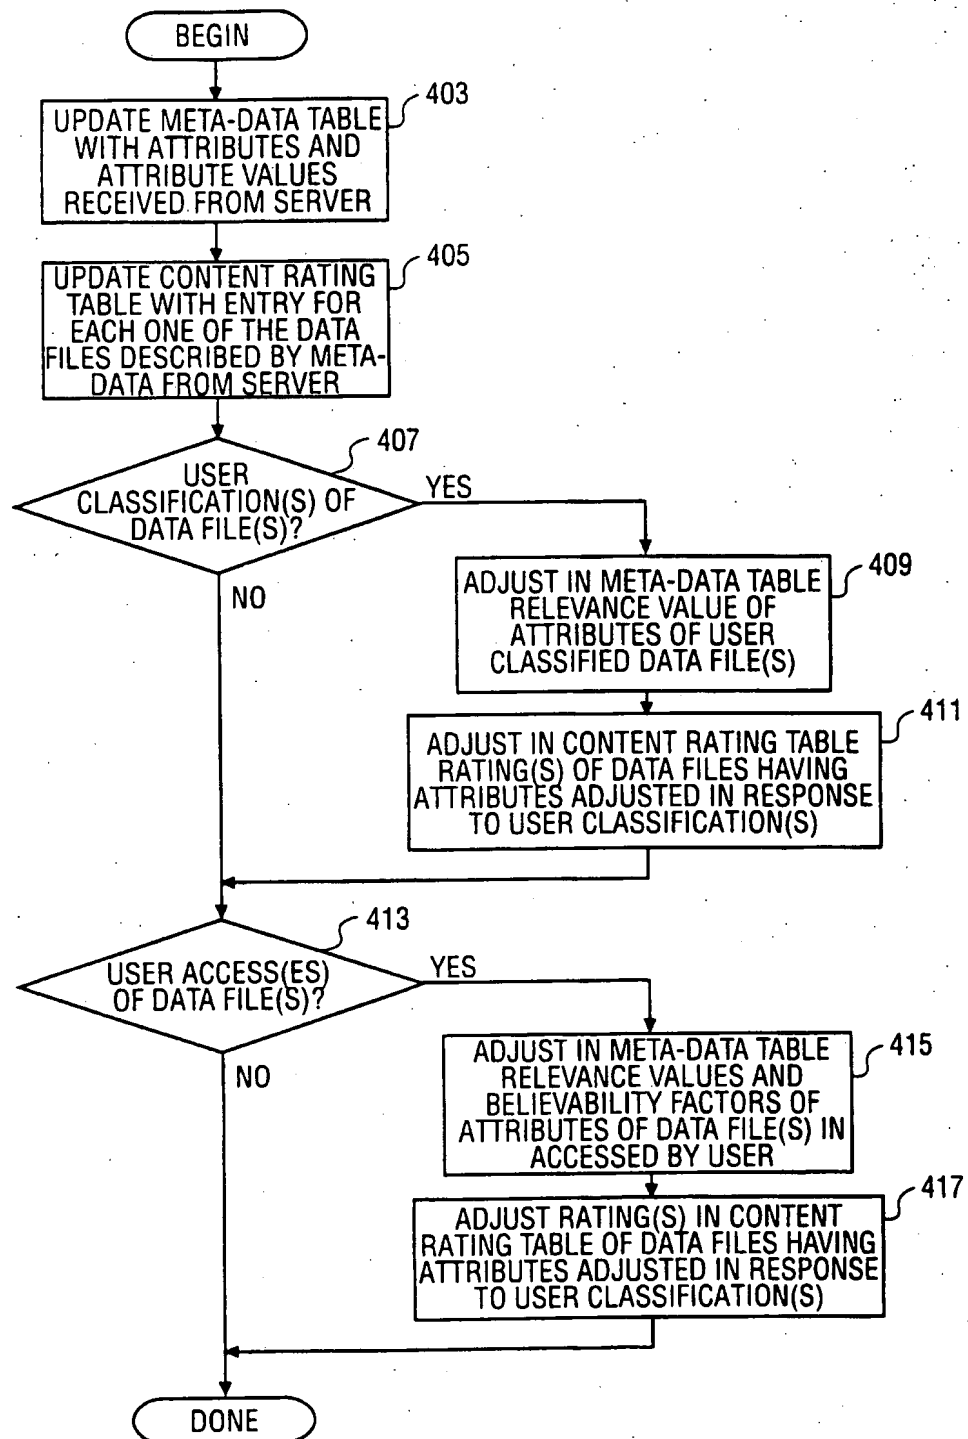 BEGIN
403
UPDATE META-DATA TABLE
WITH ATTRIBUTES AND
ATTRIBUTE VALUES
RECEIVED FROM SERVER
405
UPDATE CONTENT RATING
TABLE WITH ENTRY FOR
EACH ONE OF THE DATA
FILES DESCRIBED BY META-
DATA FROM SERVER
407
USER
CLASSIFICATION(S) OF
DATA FILE(S)?
YES
NO
409
ADJUST IN META-DATA TABLE
RELEVANCE VALUE OF
ATTRIBUTES OF USER
CLASSIFIED DATA FILE(S)
411
ADJUST IN CONTENT RATING TABLE
RATING(S) OF DATA FILES HAVING
ATTRIBUTES ADJUSTED IN RESPONSE
TO USER CLASSIFICATION(S)
413
USER ACCESS(ES)
OF DATA FILE(S)?
YES
NO
415
ADJUST IN META-DATA TABLE
RELEVANCE VALUES AND
BELIEVABILITY FACTORS OF
ATTRIBUTES OF DATA FILE(S) IN
ACCESSED BY USER
417
ADJUST RATING(S) IN CONTENT
RATING TABLE OF DATA FILES HAVING
ATTRIBUTES ADJUSTED IN RESPONSE
TO USER CLASSIFICATION(S)
DONE